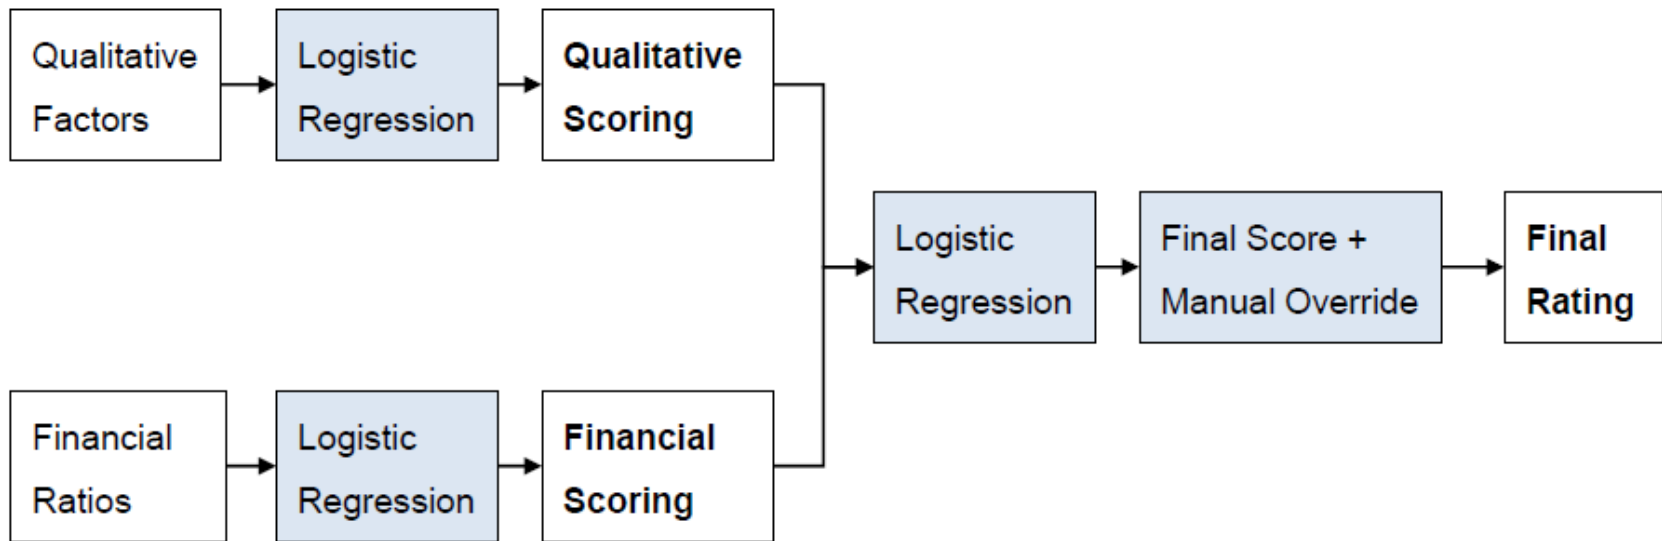 Qualitative
Factors
Logistic
Regression
Qualitative
Scoring
Logistic
Regression
Final Score +
Manual Override
Final
Rating
Financial
Ratios
Logistic
Regression
Financial
Scoring